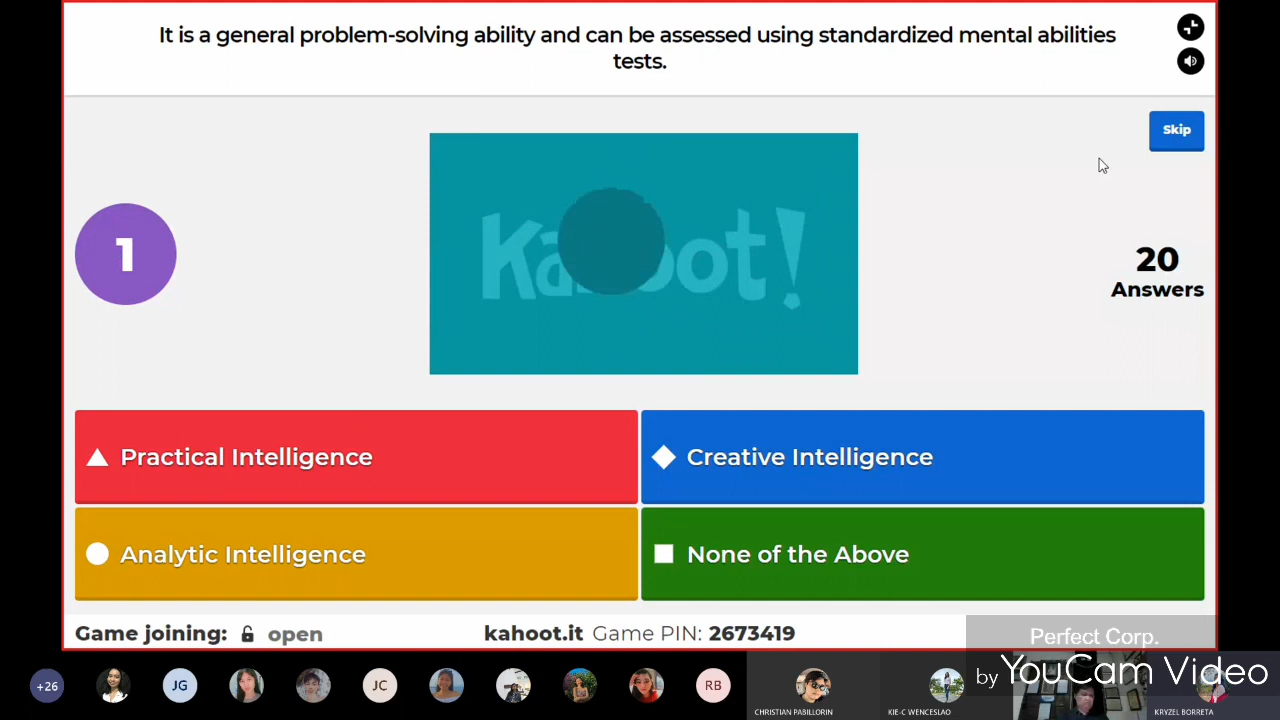 It is a general problem-solving ability and can be assessed using standardized mental abilities
tests.
Skip
Kahoot!
1
20
Answers
Practical Intelligence
Creative Intelligence
Analytic Intelligence
None of the Above
Game joining: open
kahoot.it Game PIN: 2673419
Perfect Corp.
by YouCam Video
+26
JG
JC
RB
CHRISTIAN PABILLORIN
KIE-C WENCESLAO
KRYZEL BORRETA